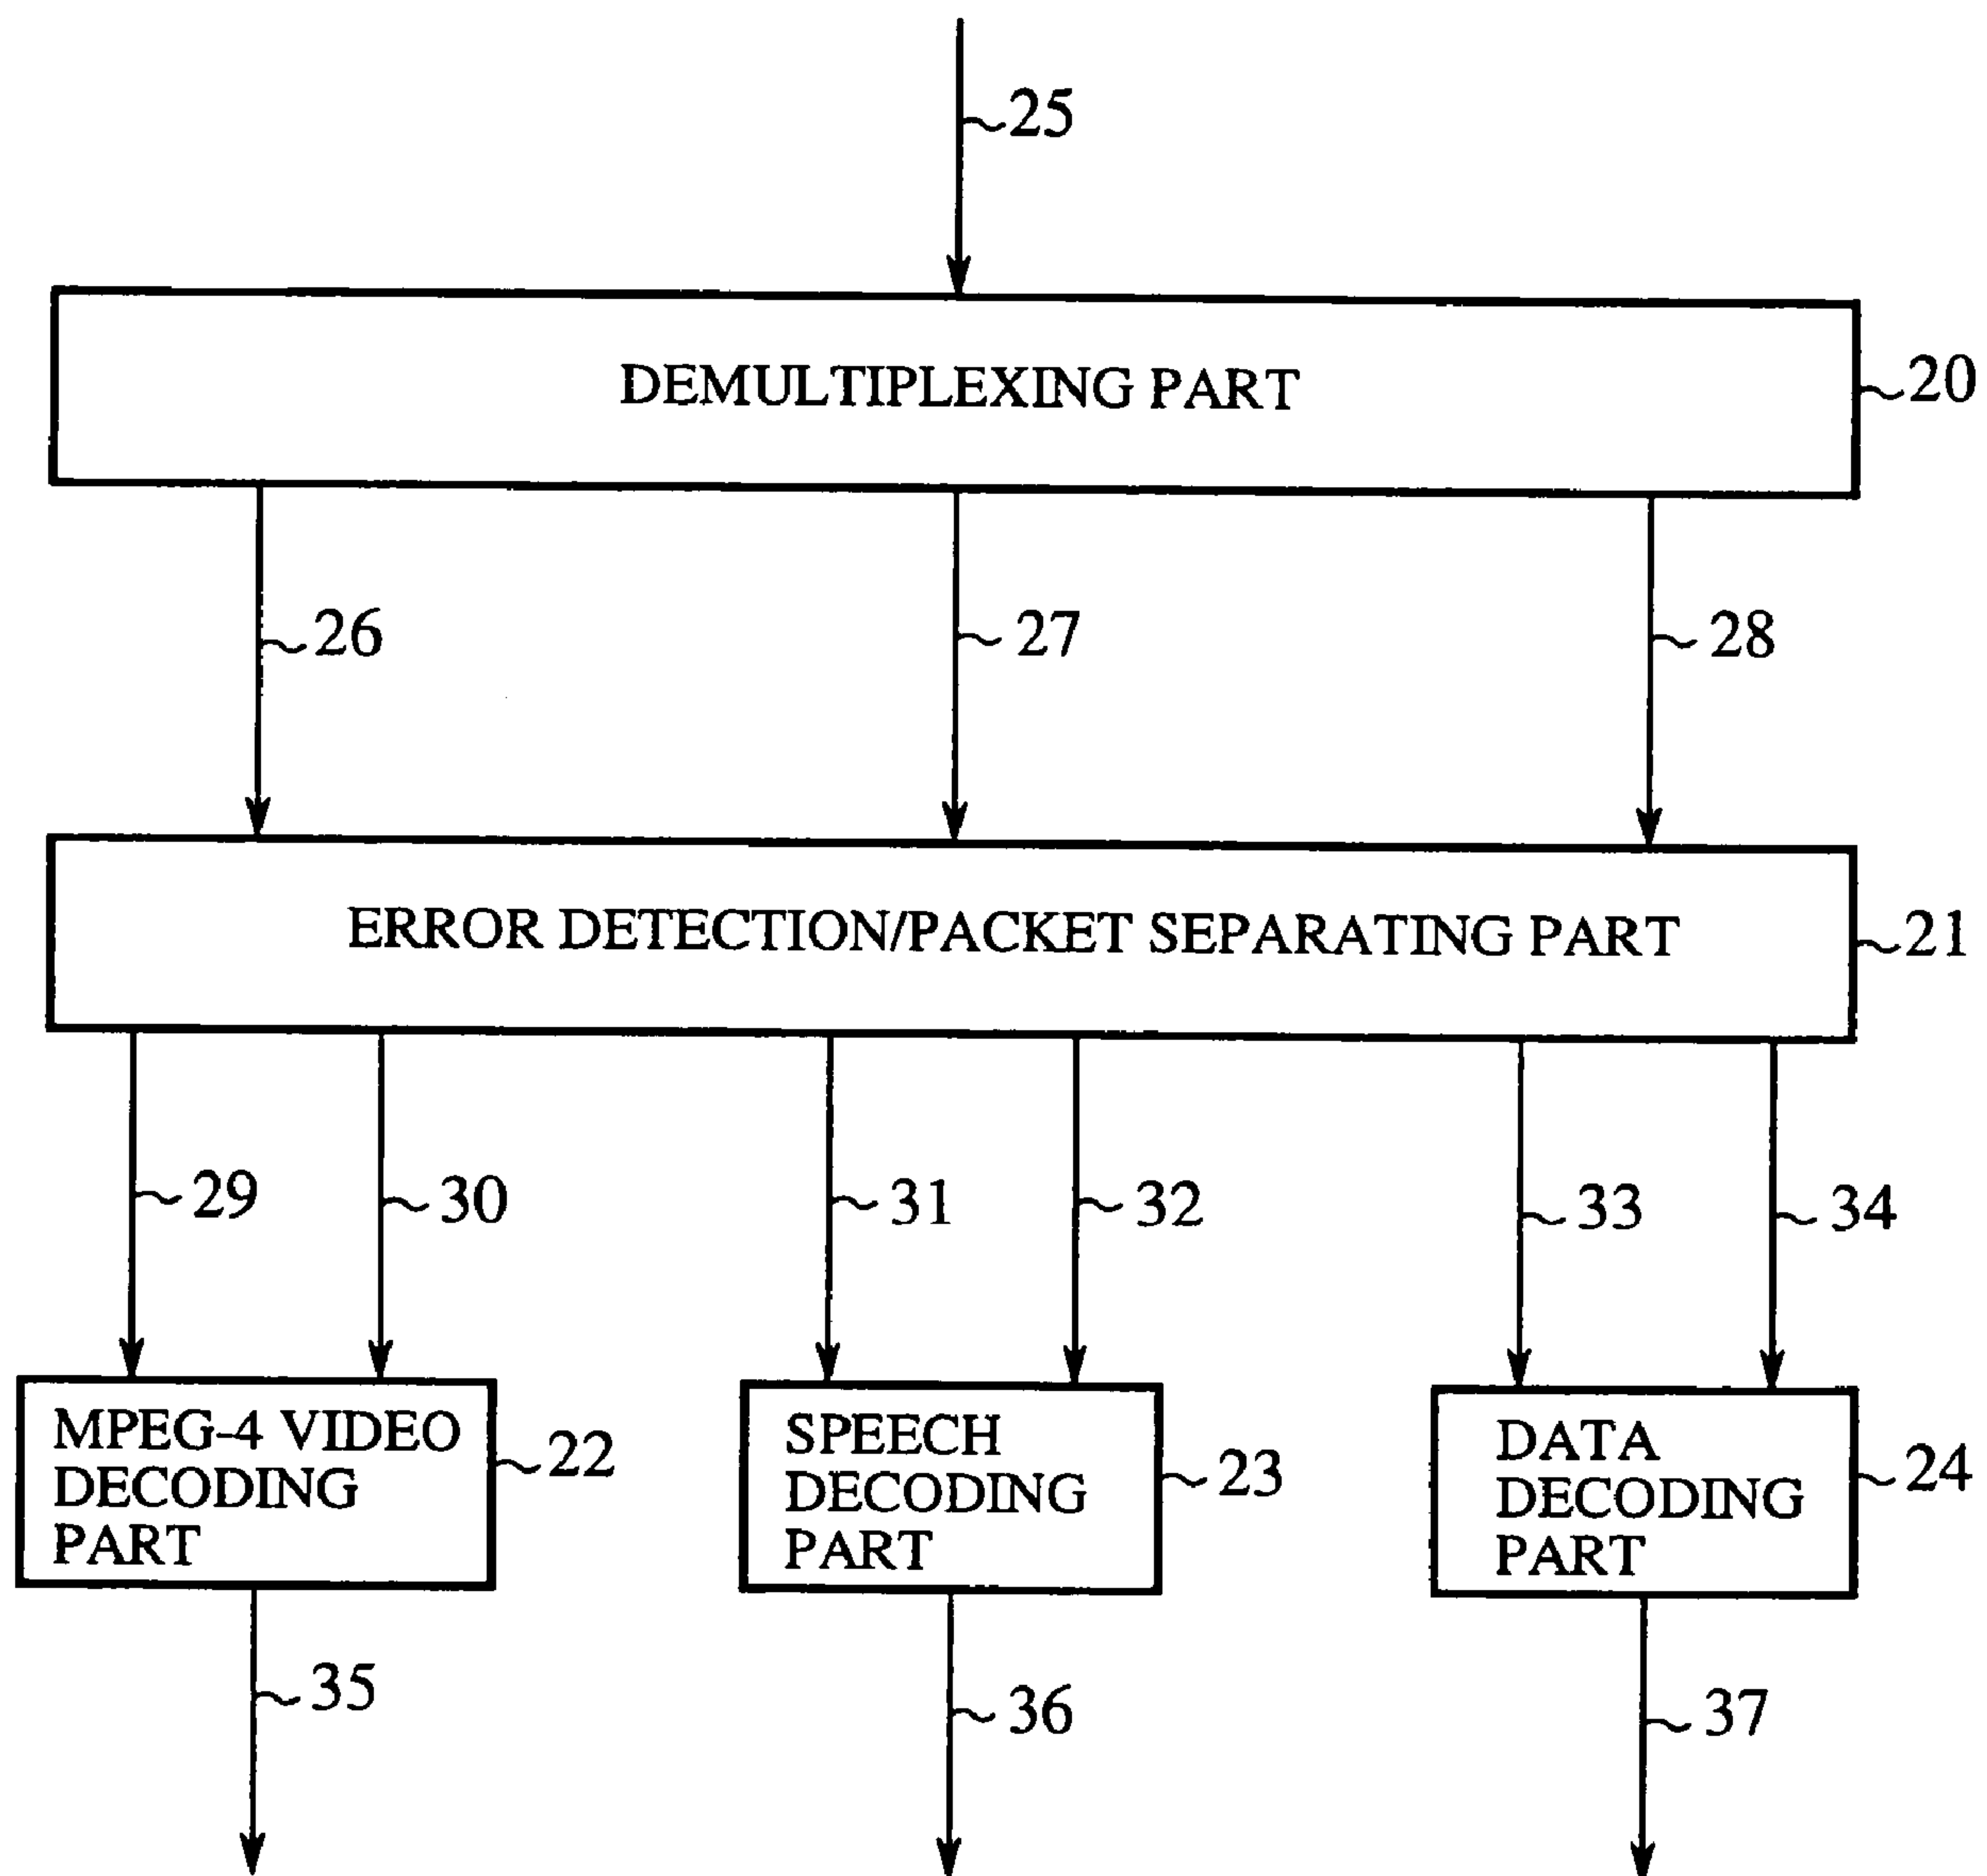 25
DEMULTIPLEXING PART
20
26
27
28
ERROR DETECTION/PACKET SEPARATING PART
21
29
30
31
32
33
34
MPEG-4 VIDEO
DECODING
PART
22
SPEECH
DECODING
PART
23
DATA
DECODING
PART
24
35
36
37